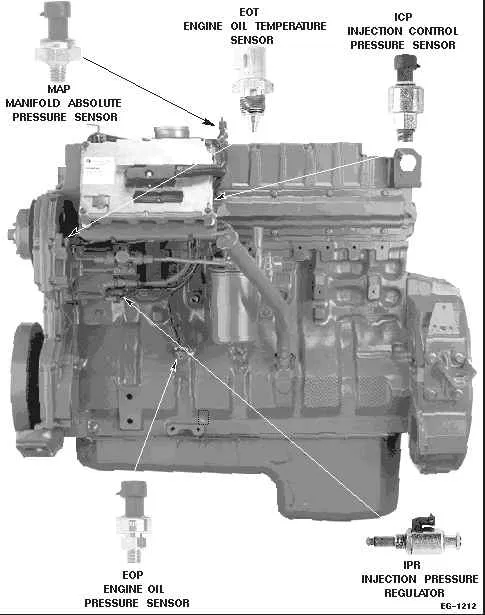 EOT
ENGINE OIL TEMPERATURE
SENSOR
ICP
INJECTION CONTROL
PRESSURE SENSOR
MAP
MANIFOLD ABSOLUTE
PRESSURE SENSOR
EOP
ENGINE OIL
PRESSURE SENSOR
IPR
INJECTION PRESSURE
REGULATOR
EG-1212